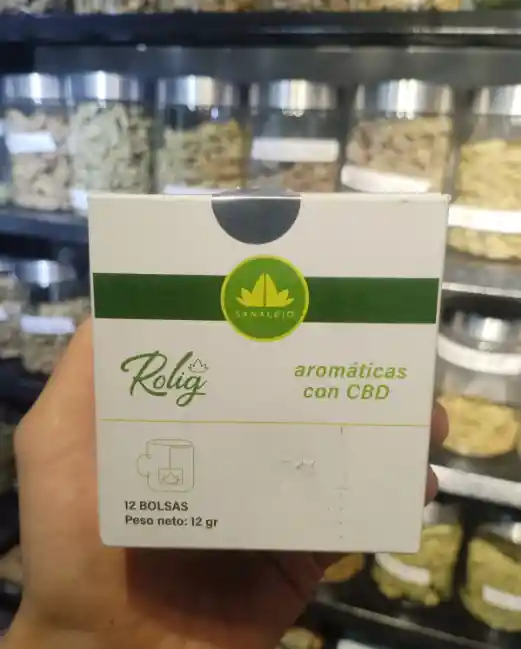 SANALEJO
Rolig
aromáticas
con CBD
12 BOLSAS
Peso neto: 12 gr